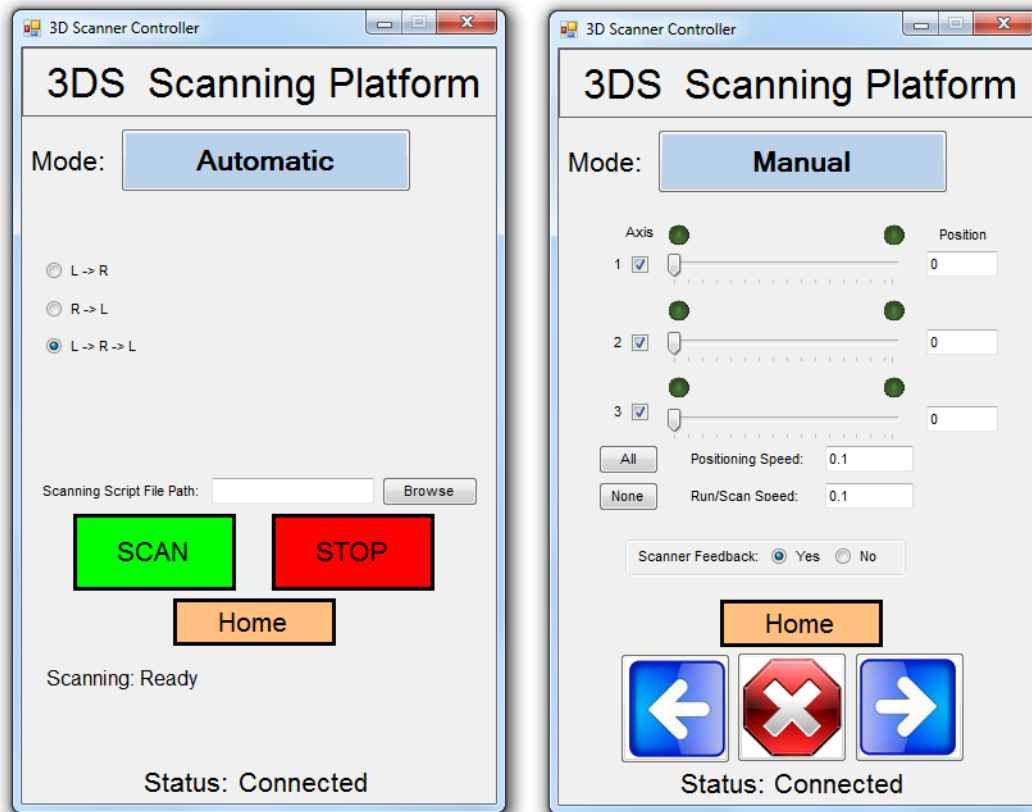 3D Scanner Controller
3DS Scanning Platform
Mode: Automatic
L -> R
R -> L
L -> R -> L
Scanning Script File Path: Browse
SCAN STOP
Home
Scanning: Ready
Status: Connected
3D Scanner Controller
3DS Scanning Platform
Mode: Manual
Axis Position
1 0
2 0
3 0
All Positioning Speed: 0.1
None Run/Scan Speed: 0.1
Scanner Feedback: Yes No
Home
Status: Connected